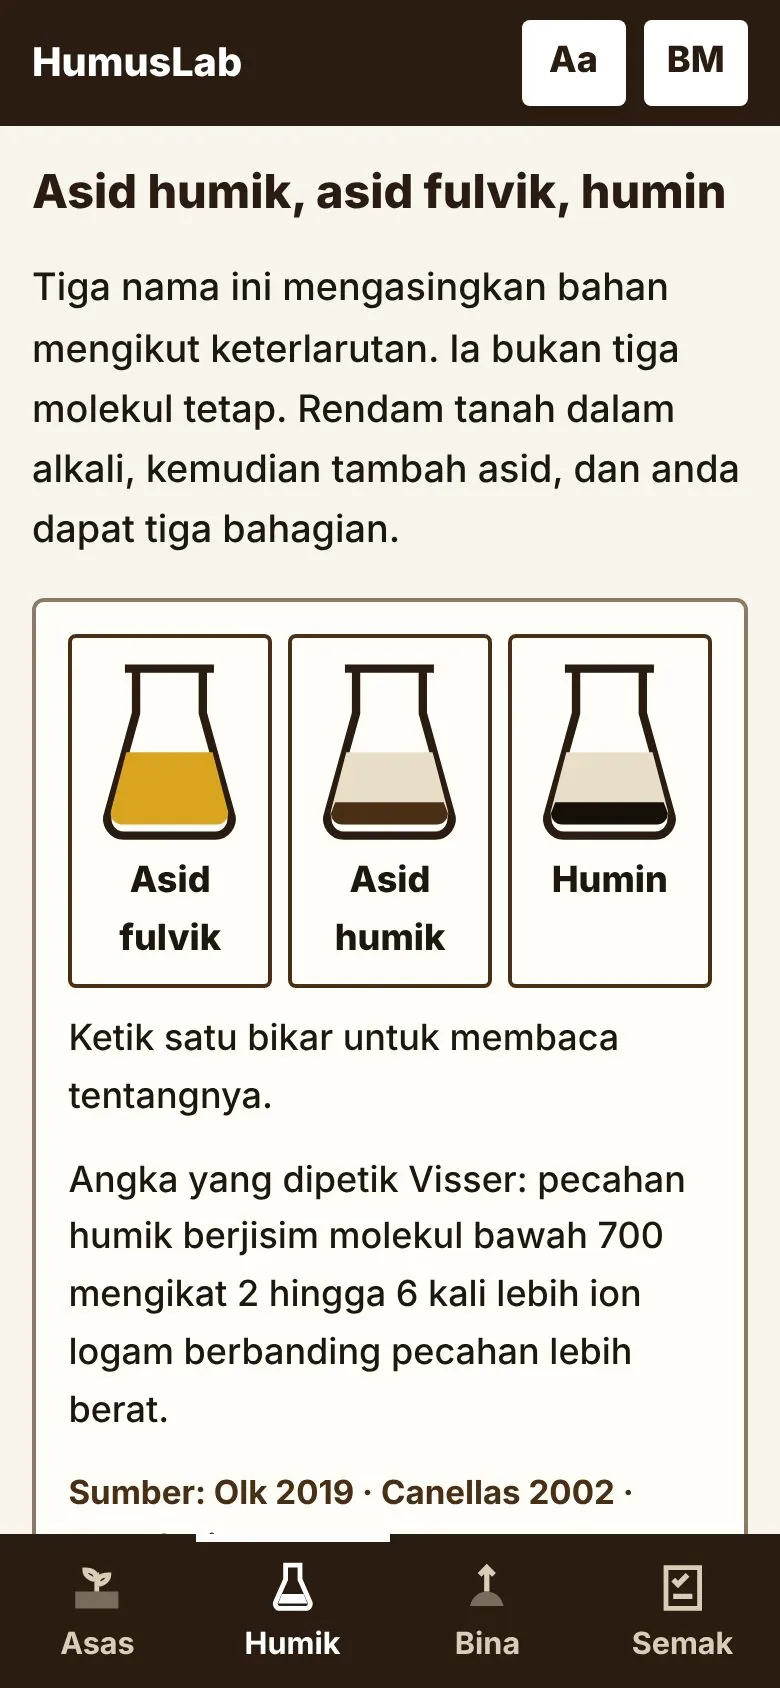 HumusLab
Aa
BM
Asid humik, asid fulvik, humin
Tiga nama ini mengasingkan bahan
mengikut keterlarutan. Ia bukan tiga
molekul tetap. Rendam tanah dalam
alkali, kemudian tambah asid, dan anda
dapat tiga bahagian.
Asid
fulvik
Asid
humik
Humin
Ketik satu bikar untuk membaca
tentangnya.
Angka yang dipetik Visser: pecahan
humik berjisim molekul bawah 700
mengikat 2 hingga 6 kali lebih ion
logam berbanding pecahan lebih
berat.
Sumber: Olk 2019 · Canellas 2002 ·
Asas
Humik
Bina
Semak